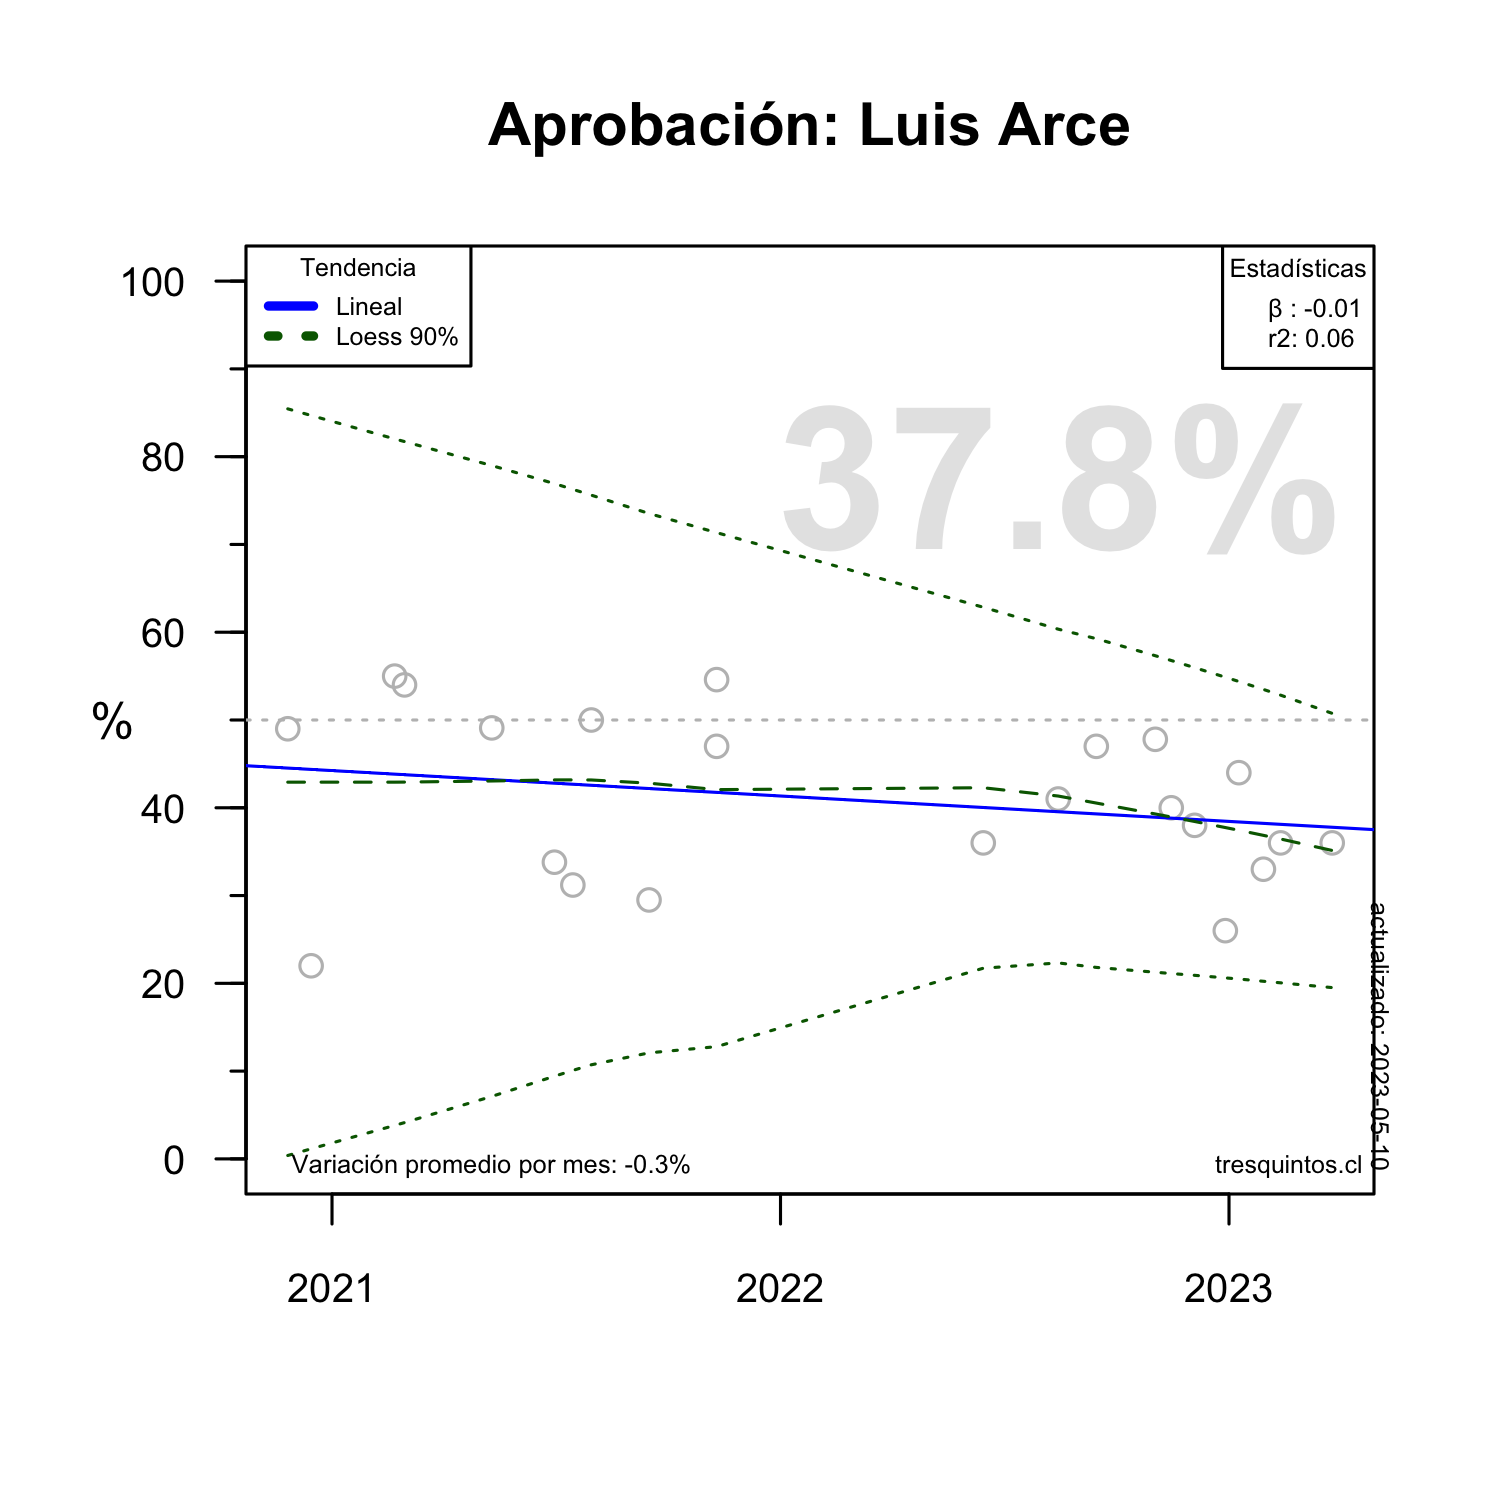 Aprobación: Luis Arce
Tendencia
Lineal
Loess 90%
Estadísticas
β : -0.01
r2: 0.06
37.8%
100
80
60
%
40
20
0
actualizado: 2023-05-10
Variación promedio por mes: -0.3%
tresquintos.cl
2021
2022
2023